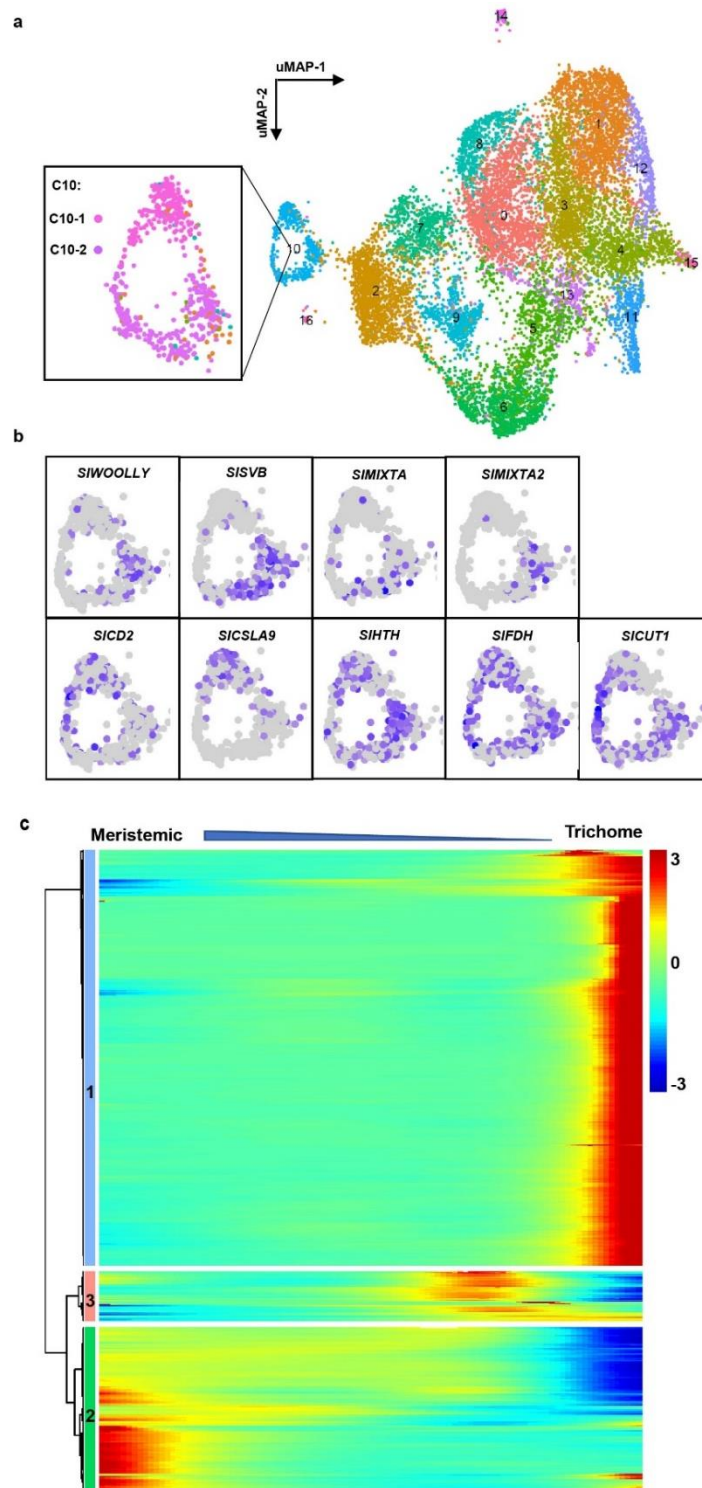 a
uMAP-1
uMAP-2
14
1
8
12
0
3
C10:
C10-1
C10-2
10
7
4
15
2
13
16
9
5
11
6
b
SlWOOLLY
SlSVB
SlMIXTA
SlMIXTA2
SlCD2
SlCSLA9
SlHTH
SlFDH
SlCUT1
c
Meristemic
Trichome
3
0
-3
1
3
2